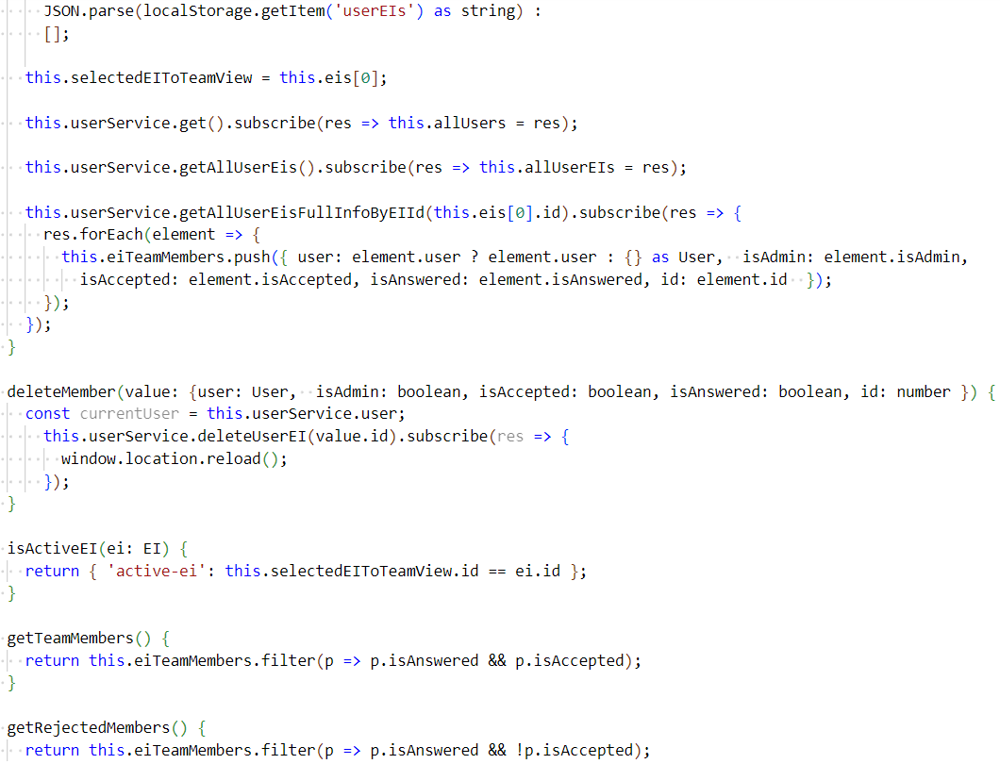 JSON.parse(localStorage.getItem('userEIs') as string) :
[];
this.selectedEIToTeamView = this.eis[0];
this.userService.get().subscribe(res => this.allUsers = res);
this.userService.getAllUserEis().subscribe(res => this.allUserEIs = res);
this.userService.getAllUserEisFullInfoByEIId(this.eis[0].id).subscribe(res => {
res.forEach(element => {
this.eiTeamMembers.push({ user: element.user ? element.user : {} as User,  isAdmin: element.isAdmin,
isAccepted: element.isAccepted, isAnswered: element.isAnswered, id: element.id  });
});
});
}
deleteMember(value: {user: User,  isAdmin: boolean, isAccepted: boolean, isAnswered: boolean, id: number }) {
const currentUser = this.userService.user;
this.userService.deleteUserEI(value.id).subscribe(res => {
window.location.reload();
});
}
isActiveEI(ei: EI) {
return { 'active-ei': this.selectedEIToTeamView.id == ei.id };
}
getTeamMembers() {
return this.eiTeamMembers.filter(p => p.isAnswered && p.isAccepted);
}
getRejectedMembers() {
return this.eiTeamMembers.filter(p => p.isAnswered && !p.isAccepted);